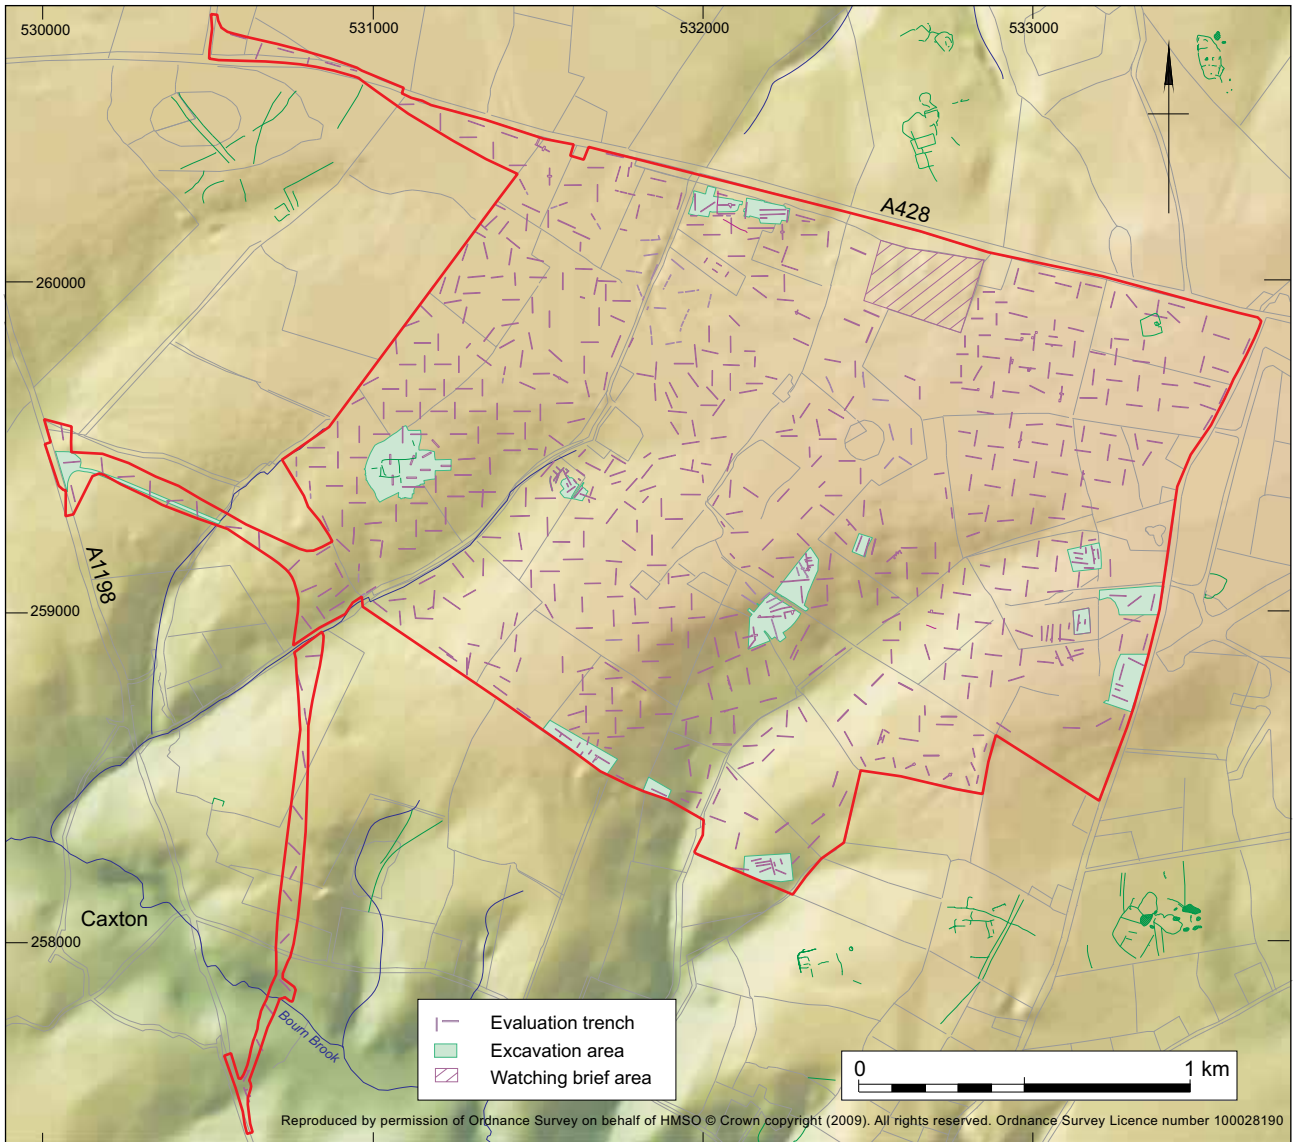 530000
531000
532000
533000
A428
260000
A1198
259000
Caxton
258000
Bourn Brook
Evaluation trench
Excavation area
Watching brief area
0
1 km
Reproduced by permission of Ordnance Survey on behalf of HMSO © Crown copyright (2009). All rights reserved. Ordnance Survey Licence number 100028190